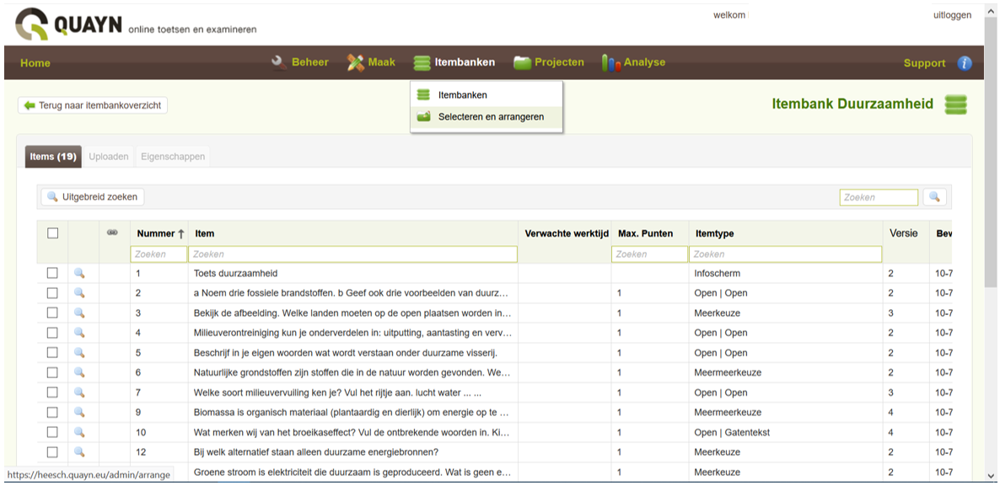 QUAYN online toetsen en examineren
welkom
uitloggen
Home
Beheer
Maak
Itembanken
Projecten
Analyse
Support
Itembanken
Selecteren en arrangeren
Terug naar itembankoverzicht
Itembank Duurzaamheid
Items (19)
Uploaden
Eigenschappen
Uitgebreid zoeken
Zoeken
Nummer Item Verwachte werktijd Max. Punten Itemtype Versie Bev
Zoeken Zoeken Zoeken Zoeken
1 Toets duurzaamheid Infoscherm 2 10-7
2 a Noem drie fossiele brandstoffen. b Geef ook drie voorbeelden van duurz... 1 Open | Open 2 10-7
3 Bekijk de afbeelding. Welke landen moeten op de open plaatsen worden in... 1 Meerkeuze 3 10-7
4 Milieuverontreiniging kun je onderverdelen in: uitputting, aantasting en verv... 1 Open | Open 2 10-7
5 Beschrijf in je eigen woorden wat wordt verstaan onder duurzame visserij. 1 Open | Open 2 10-7
6 Natuurlijke grondstoffen zijn stoffen die in de natuur worden gevonden. We... 1 Meermeerkeuze 2 10-7
7 Welke soort milieuvervuiling ken je? Vul het rijtje aan. lucht water ... ... 1 Open | Open 3 10-7
9 Biomassa is organisch materiaal (plantaardig en dierlijk) om energie op te ... 1 Meermeerkeuze 4 10-7
10 Wat merken wij van het broeikaseffect? Vul de ontbrekende woorden in. Ki... 1 Open | Gatentekst 4 10-7
12 Bij welk alternatief staan alleen duurzame energiebronnen? 1 Meerkeuze 2 10-7
Groene stroom is elektriciteit die duurzaam is geproduceerd. Wat is geen e... 1 Meerkeuze 2 10-7
https://heesch.quayn.eu/admin/arrange